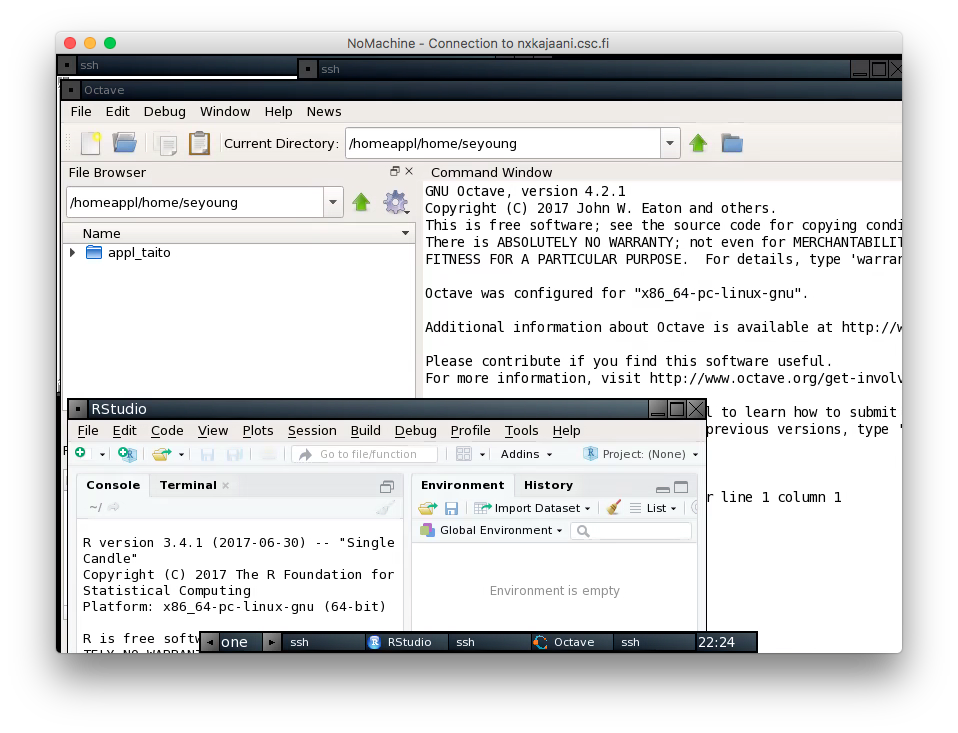 NoMachine - Connection to nxkajaani.csc.fi
ssh
ssh
Octave
File Edit Debug Window Help News
Current Directory: /homeappl/home/seyoung
File Browser
/homeappl/home/seyoung
Name
appl_taito
Command Window
GNU Octave, version 4.2.1
Copyright (C) 2017 John W. Eaton and others.
This is free software; see the source code for copying condi
There is ABSOLUTELY NO WARRANTY; not even for MERCHANTABILIT
FITNESS FOR A PARTICULAR PURPOSE.  For details, type 'warran
Octave was configured for "x86_64-pc-linux-gnu".
Additional information about Octave is available at http://w
Please contribute if you find this software useful.
For more information, visit http://www.octave.org/get-involv
l to learn how to submit
previous versions, type '
r line 1 column 1
RStudio
File Edit Code View Plots Session Build Debug Profile Tools Help
Go to file/function Addins Project: (None)
Console Terminal
~/
R version 3.4.1 (2017-06-30) -- "Single
Candle"
Copyright (C) 2017 The R Foundation for
Statistical Computing
Platform: x86_64-pc-linux-gnu (64-bit)
R is free softw
Environment History
Import Dataset List
Global Environment
Environment is empty
one ssh RStudio ssh Octave ssh 22:24